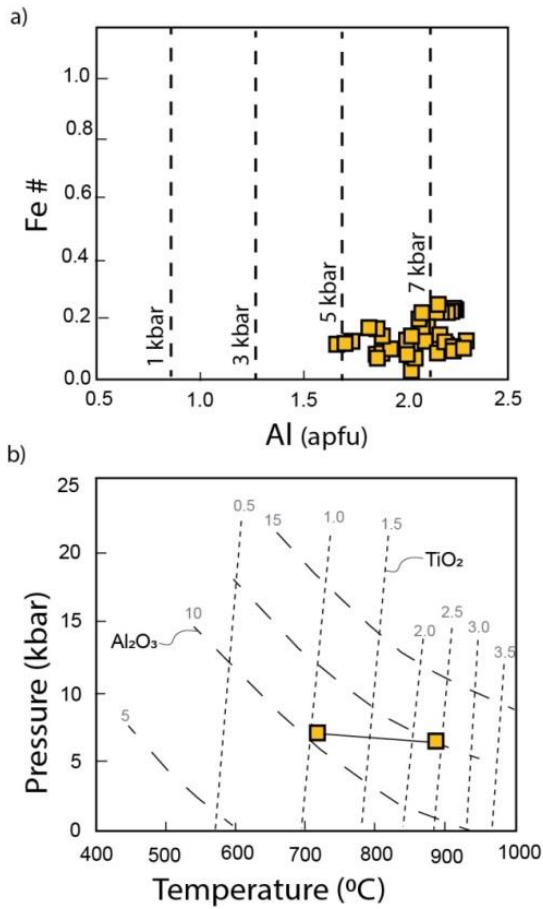 a)
1.0
0.8
0.6
0.4
0.2
0.0
Fe #
1 kbar
3 kbar
5 kbar
7 kbar
0.5
1.0
1.5
2.0
2.5
Al (apfu)
b)
25
20
15
10
5
0
Pressure (kbar)
0.5
15
1.0
1.5
TiO₂
10
Al₂O₃
2.0
2.5
3.0
3.5
5
400
500
600
700
800
900
1000
Temperature (⁰C)